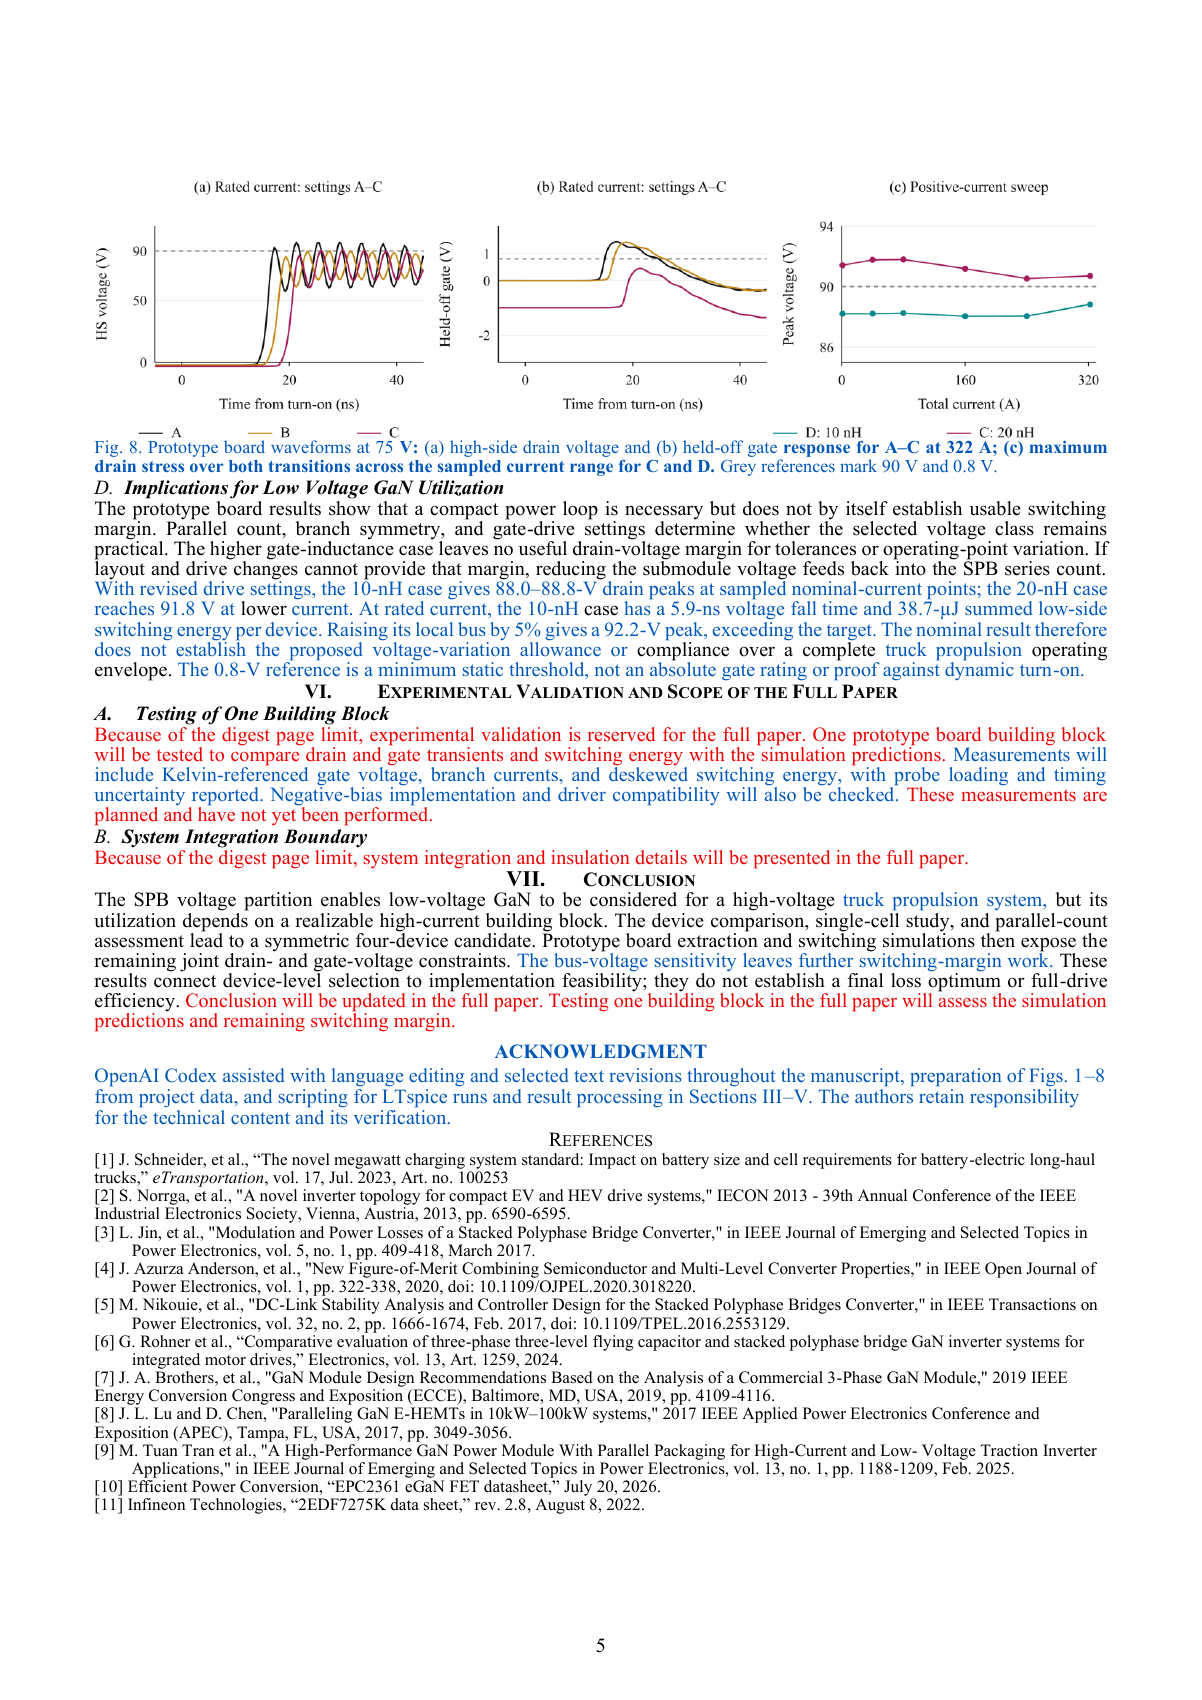 (a) Rated current: settings A–C
(b) Rated current: settings A–C
(c) Positive-current sweep
HS voltage (V)
90
50
0
0
20
40
Time from turn-on (ns)
Held-off gate (V)
1
0
-2
0
20
40
Time from turn-on (ns)
Peak voltage (V)
94
90
86
0
160
320
Total current (A)
A
B
C
D: 10 nH
C: 20 nH
Fig. 8. Prototype board waveforms at 75 V: (a) high-side drain voltage and (b) held-off gate response for A–C at 322 A; (c) maximum
drain stress over both transitions across the sampled current range for C and D. Grey references mark 90 V and 0.8 V.
D. Implications for Low Voltage GaN Utilization
The prototype board results show that a compact power loop is necessary but does not by itself establish usable switching
margin. Parallel count, branch symmetry, and gate-drive settings determine whether the selected voltage class remains
practical. The higher gate-inductance case leaves no useful drain-voltage margin for tolerances or operating-point variation. If
layout and drive changes cannot provide that margin, reducing the submodule voltage feeds back into the SPB series count.
With revised drive settings, the 10-nH case gives 88.0–88.8-V drain peaks at sampled nominal-current points; the 20-nH case
reaches 91.8 V at lower current. At rated current, the 10-nH case has a 5.9-ns voltage fall time and 38.7-μJ summed low-side
switching energy per device. Raising its local bus by 5% gives a 92.2-V peak, exceeding the target. The nominal result therefore
does not establish the proposed voltage-variation allowance or compliance over a complete truck propulsion operating
envelope. The 0.8-V reference is a minimum static threshold, not an absolute gate rating or proof against dynamic turn-on.
VI. EXPERIMENTAL VALIDATION AND SCOPE OF THE FULL PAPER
A. Testing of One Building Block
Because of the digest page limit, experimental validation is reserved for the full paper. One prototype board building block
will be tested to compare drain and gate transients and switching energy with the simulation predictions. Measurements will
include Kelvin-referenced gate voltage, branch currents, and deskewed switching energy, with probe loading and timing
uncertainty reported. Negative-bias implementation and driver compatibility will also be checked. These measurements are
planned and have not yet been performed.
B. System Integration Boundary
Because of the digest page limit, system integration and insulation details will be presented in the full paper.
VII. CONCLUSION
The SPB voltage partition enables low-voltage GaN to be considered for a high-voltage truck propulsion system, but its
utilization depends on a realizable high-current building block. The device comparison, single-cell study, and parallel-count
assessment lead to a symmetric four-device candidate. Prototype board extraction and switching simulations then expose the
remaining joint drain- and gate-voltage constraints. The bus-voltage sensitivity leaves further switching-margin work. These
results connect device-level selection to implementation feasibility; they do not establish a final loss optimum or full-drive
efficiency. Conclusion will be updated in the full paper. Testing one building block in the full paper will assess the simulation
predictions and remaining switching margin.
ACKNOWLEDGMENT
OpenAI Codex assisted with language editing and selected text revisions throughout the manuscript, preparation of Figs. 1–8
from project data, and scripting for LTspice runs and result processing in Sections III–V. The authors retain responsibility
for the technical content and its verification.
REFERENCES
[1] J. Schneider, et al., “The novel megawatt charging system standard: Impact on battery size and cell requirements for battery-electric long-haul
trucks,” eTransportation, vol. 17, Jul. 2023, Art. no. 100253
[2] S. Norrga, et al., "A novel inverter topology for compact EV and HEV drive systems," IECON 2013 - 39th Annual Conference of the IEEE
Industrial Electronics Society, Vienna, Austria, 2013, pp. 6590-6595.
[3] L. Jin, et al., "Modulation and Power Losses of a Stacked Polyphase Bridge Converter," in IEEE Journal of Emerging and Selected Topics in
Power Electronics, vol. 5, no. 1, pp. 409-418, March 2017.
[4] J. Azurza Anderson, et al., "New Figure-of-Merit Combining Semiconductor and Multi-Level Converter Properties," in IEEE Open Journal of
Power Electronics, vol. 1, pp. 322-338, 2020, doi: 10.1109/OJPEL.2020.3018220.
[5] M. Nikouie, et al., "DC-Link Stability Analysis and Controller Design for the Stacked Polyphase Bridges Converter," in IEEE Transactions on
Power Electronics, vol. 32, no. 2, pp. 1666-1674, Feb. 2017, doi: 10.1109/TPEL.2016.2553129.
[6] G. Rohner et al., “Comparative evaluation of three-phase three-level flying capacitor and stacked polyphase bridge GaN inverter systems for
integrated motor drives,” Electronics, vol. 13, Art. 1259, 2024.
[7] J. A. Brothers, et al., "GaN Module Design Recommendations Based on the Analysis of a Commercial 3-Phase GaN Module," 2019 IEEE
Energy Conversion Congress and Exposition (ECCE), Baltimore, MD, USA, 2019, pp. 4109-4116.
[8] J. L. Lu and D. Chen, "Paralleling GaN E-HEMTs in 10kW–100kW systems," 2017 IEEE Applied Power Electronics Conference and
Exposition (APEC), Tampa, FL, USA, 2017, pp. 3049-3056.
[9] M. Tuan Tran et al., "A High-Performance GaN Power Module With Parallel Packaging for High-Current and Low- Voltage Traction Inverter
Applications," in IEEE Journal of Emerging and Selected Topics in Power Electronics, vol. 13, no. 1, pp. 1188-1209, Feb. 2025.
[10] Efficient Power Conversion, “EPC2361 eGaN FET datasheet,” July 20, 2026.
[11] Infineon Technologies, “2EDF7275K data sheet,” rev. 2.8, August 8, 2022.
5